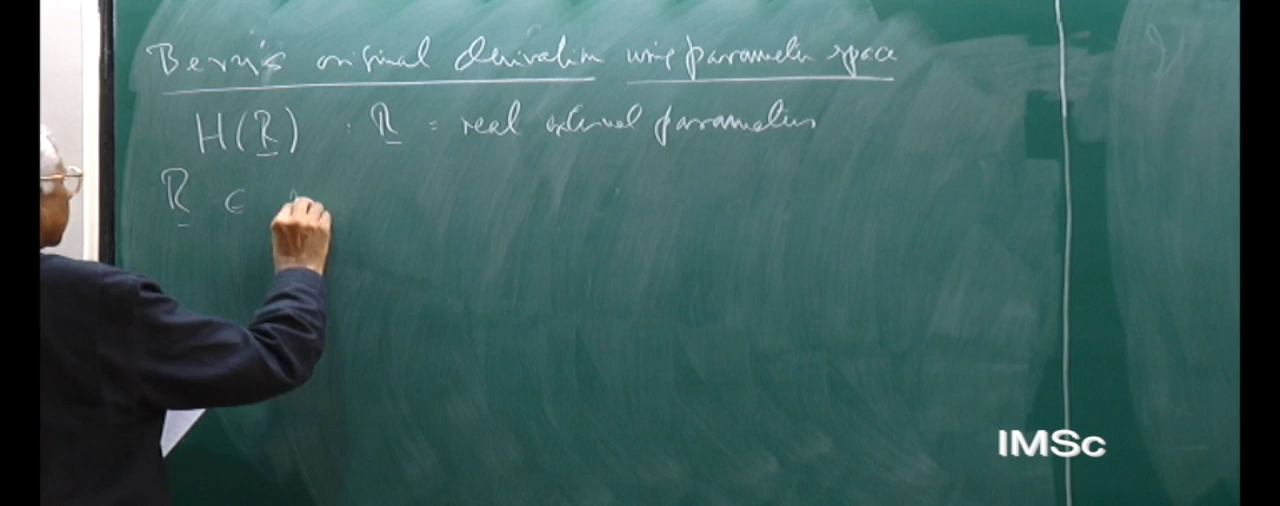 Berry's original derivation using parameter space
H(R) : R = real external parameters
R ∈
IMSc